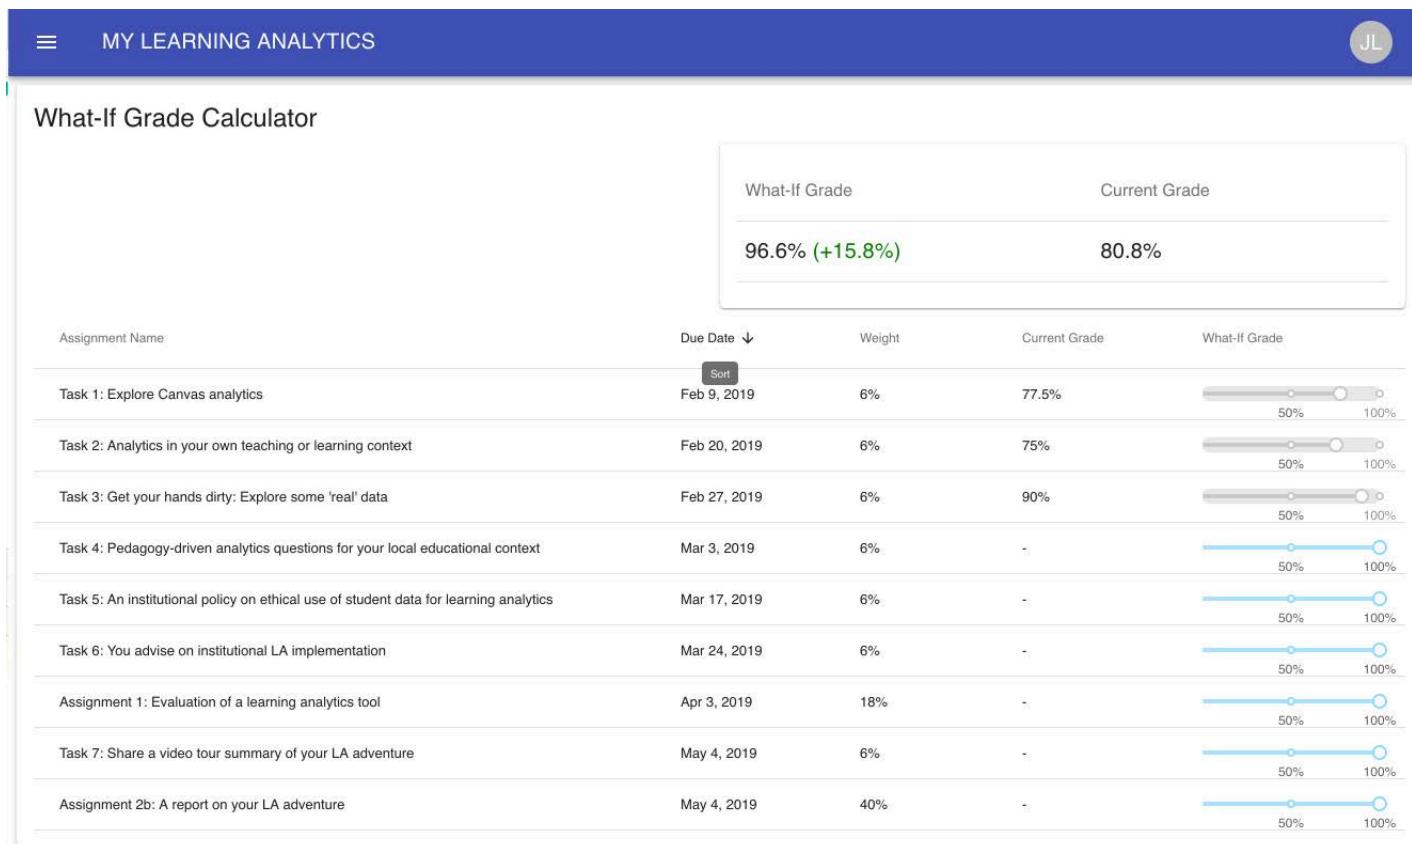 MY LEARNING ANALYTICS
JL
What-If Grade Calculator
What-If Grade Current Grade
96.6% (+15.8%) 80.8%
Assignment Name Due Date Weight Current Grade What-If Grade
Sort
Task 1: Explore Canvas analytics Feb 9, 2019 6% 77.5%
50% 100%
Task 2: Analytics in your own teaching or learning context Feb 20, 2019 6% 75%
50% 100%
Task 3: Get your hands dirty: Explore some 'real' data Feb 27, 2019 6% 90%
50% 100%
Task 4: Pedagogy-driven analytics questions for your local educational context Mar 3, 2019 6% -
50% 100%
Task 5: An institutional policy on ethical use of student data for learning analytics Mar 17, 2019 6% -
50% 100%
Task 6: You advise on institutional LA implementation Mar 24, 2019 6% -
50% 100%
Assignment 1: Evaluation of a learning analytics tool Apr 3, 2019 18% -
50% 100%
Task 7: Share a video tour summary of your LA adventure May 4, 2019 6% -
50% 100%
Assignment 2b: A report on your LA adventure May 4, 2019 40% -
50% 100%